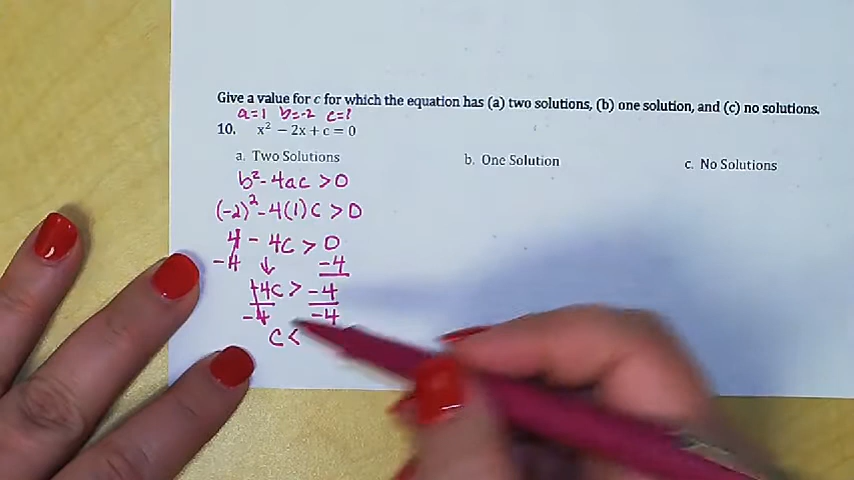 Give a value for c for which the equation has (a) two solutions, (b) one solution, and (c) no solutions.
a=1 b=-2 c=?
10. x² − 2x + c = 0
a. Two Solutions
b. One Solution
c. No Solutions
b²-4ac >0
(-2)²-4(1)c >0
4 - 4c > 0
-4 ↓ -4
-4c > -4
-4 -4
c <